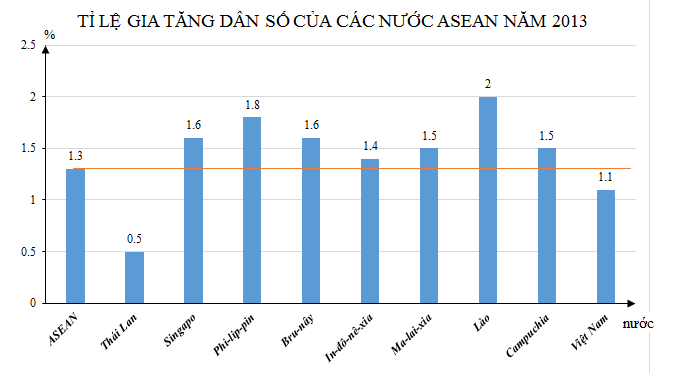 TỈ LỆ GIA TĂNG DÂN SỐ CỦA CÁC NƯỚC ASEAN NĂM 2013
%
2.5
2
1.5
1
0.5
0
1.3
0.5
1.6
1.8
1.6
1.4
1.5
2
1.5
1.1
ASEAN
Thái Lan
Singapo
Phi-lip-pin
Bru-nây
In-đô-nê-xia
Ma-lai-xia
Lào
Campuchia
Việt Nam
nước